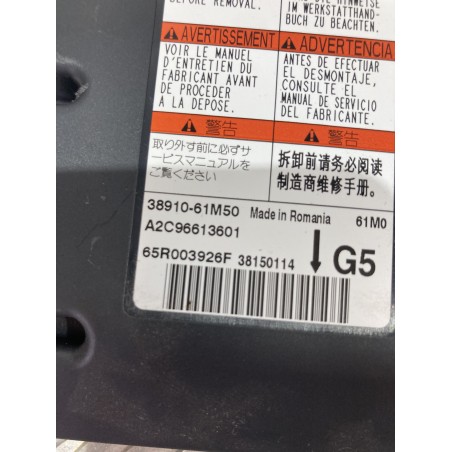 BEFORE REMOVAL.
IM WERKSTATTHAND-
BUCH ZU BEACHTEN.
AVERTISSEMENT
VOIR LE MANUEL
D'ENTRETIEN DU
FABRICANT AVANT
DE PROCEDER
A LA DEPOSE.
ADVERTENCIA
ANTES DE EFECTUAR
EL DESMONTAJE,
CONSULTE EL
MANUAL DE SERVICIO
DEL FABRICANTE.
警告
取り外す前に必ずサ
ービスマニュアルを
ご覧ください
警告
拆卸前请务必阅读
制造商维修手册.
38910-61M50 Made in Romania 61M0
A2C96613601
65R003926F 38150114 ↓ G5